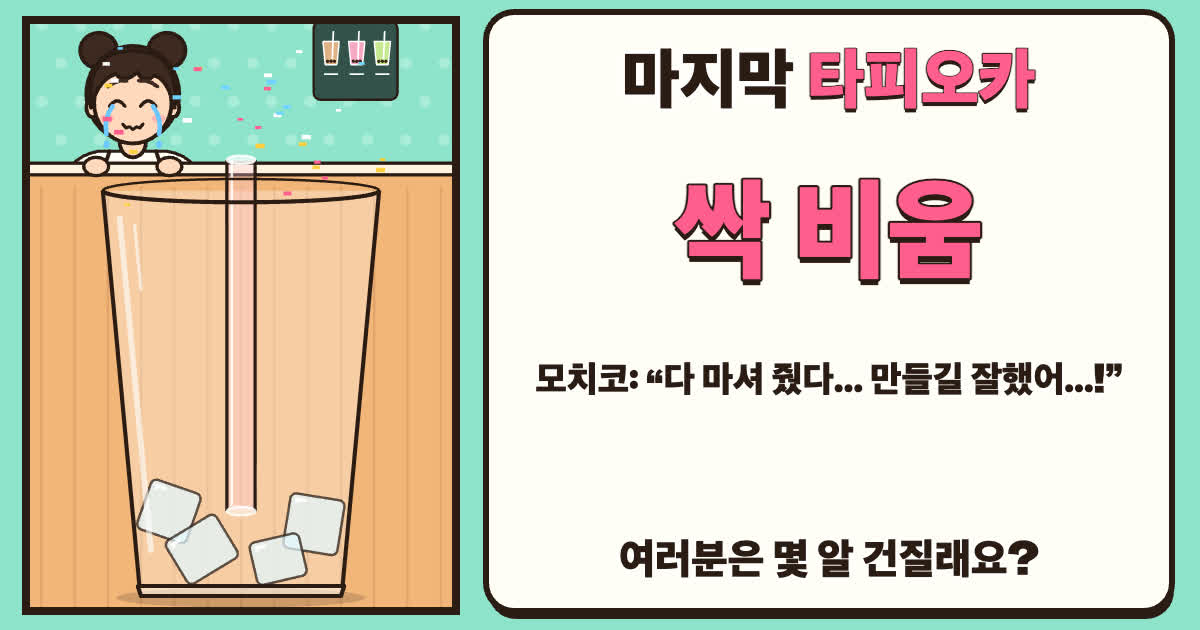 마지막 타피오카
싹 비움
모치코: “다 마셔 줬다... 만들길 잘했어...!”
여러분은 몇 알 건질래요?